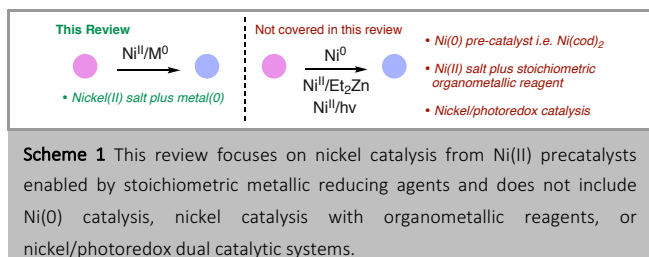 This Review
Ni^II/M^0
• Nickel(II) salt plus metal(0)
Not covered in this review
Ni^0
Ni^II/Et₂Zn
Ni^II/hv
• Ni(0) pre-catalyst i.e. Ni(cod)₂
• Ni(II) salt plus stoichiometric
organometallic reagent
• Nickel/photoredox catalysis
Scheme 1 This review focuses on nickel catalysis from Ni(II) precatalysts
enabled by stoichiometric metallic reducing agents and does not include
Ni(0) catalysis, nickel catalysis with organometallic reagents, or
nickel/photoredox dual catalytic systems.